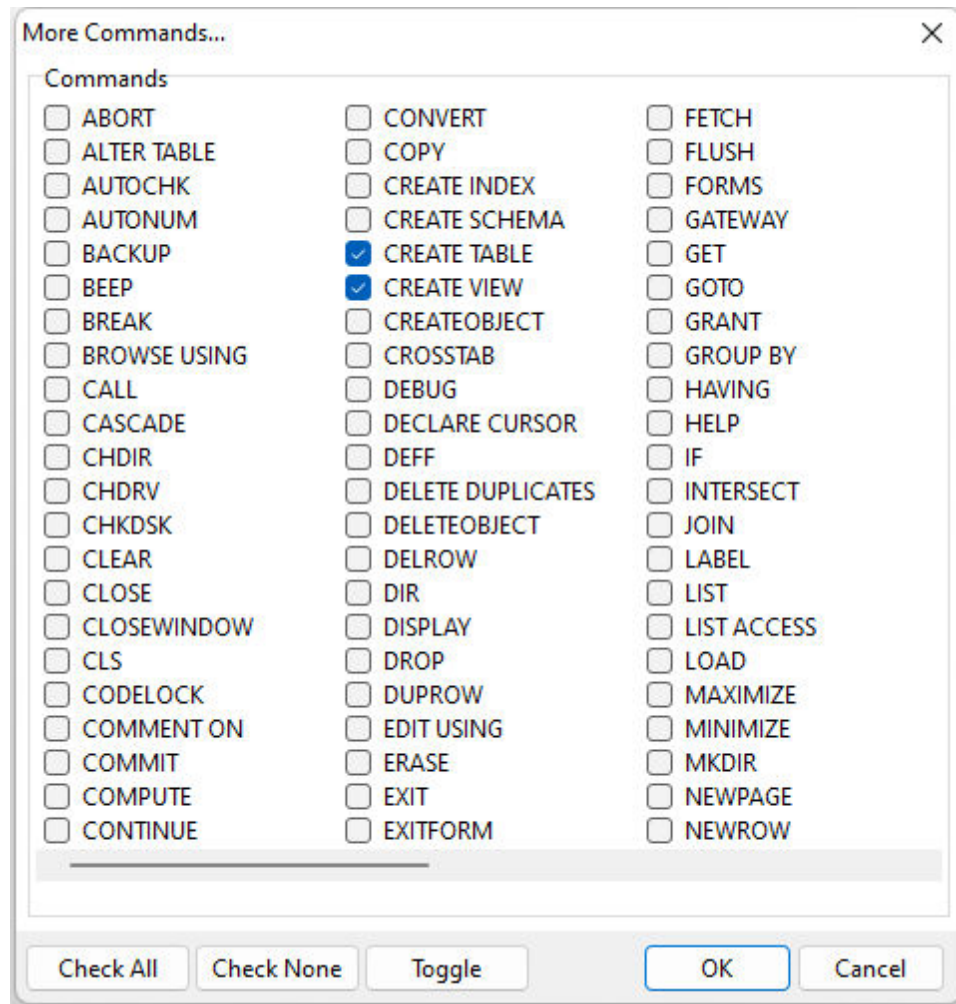 More Commands...
Commands
ABORT
ALTER TABLE
AUTOCHK
AUTONUM
BACKUP
BEEP
BREAK
BROWSE USING
CALL
CASCADE
CHDIR
CHDRV
CHKDSK
CLEAR
CLOSE
CLOSEWINDOW
CLS
CODELOCK
COMMENT ON
COMMIT
COMPUTE
CONTINUE
CONVERT
COPY
CREATE INDEX
CREATE SCHEMA
CREATE TABLE
CREATE VIEW
CREATEOBJECT
CROSSTAB
DEBUG
DECLARE CURSOR
DEFF
DELETE DUPLICATES
DELETEOBJECT
DELROW
DIR
DISPLAY
DROP
DUPROW
EDIT USING
ERASE
EXIT
EXITFORM
FETCH
FLUSH
FORMS
GATEWAY
GET
GOTO
GRANT
GROUP BY
HAVING
HELP
IF
INTERSECT
JOIN
LABEL
LIST
LIST ACCESS
LOAD
MAXIMIZE
MINIMIZE
MKDIR
NEWPAGE
NEWROW
Check All
Check None
Toggle
OK
Cancel